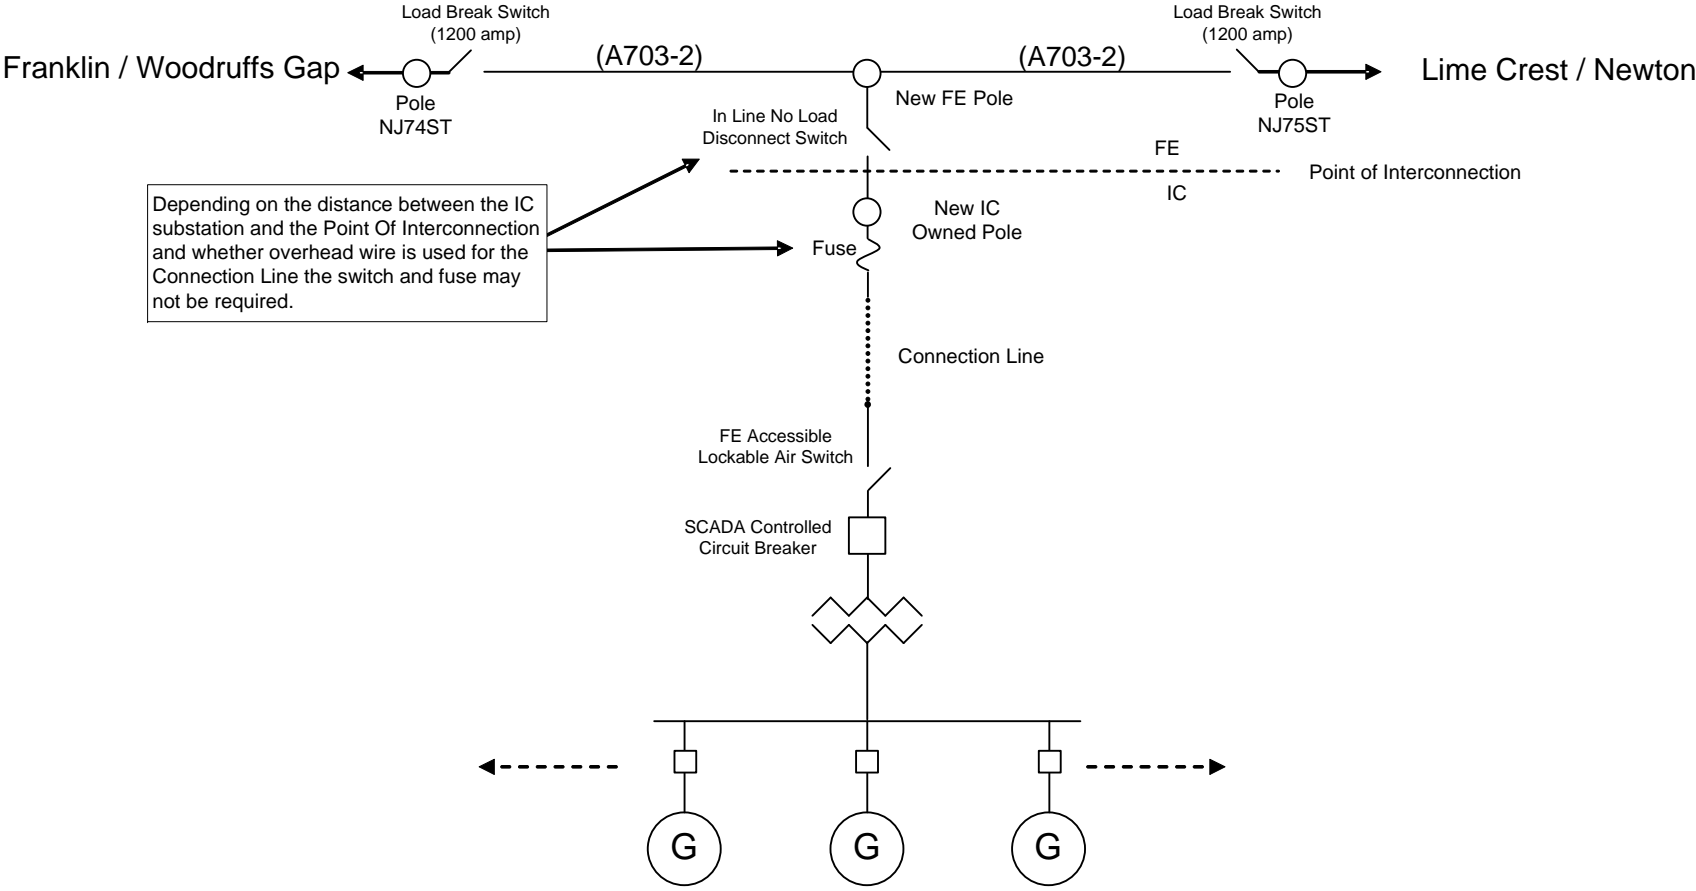 Load Break Switch
(1200 amp)
Load Break Switch
(1200 amp)
Franklin / Woodruffs Gap
(A703-2)
(A703-2)
Lime Crest / Newton
Pole
NJ74ST
New FE Pole
Pole
NJ75ST
In Line No Load
Disconnect Switch
FE
Point of Interconnection
IC
Depending on the distance between the IC
substation and the Point Of Interconnection
and whether overhead wire is used for the
Connection Line the switch and fuse may
not be required.
New IC
Owned Pole
Fuse
Connection Line
FE Accessible
Lockable Air Switch
SCADA Controlled
Circuit Breaker
G
G
G